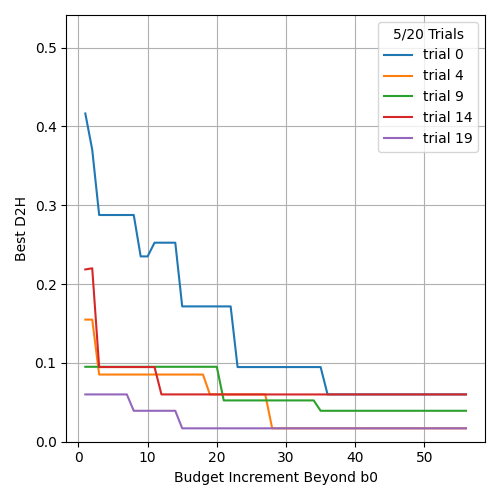 5/20 Trials
trial 0
trial 4
trial 9
trial 14
trial 19
Best D2H
0.5
0.4
0.3
0.2
0.1
0.0
0 10 20 30 40 50
Budget Increment Beyond b0